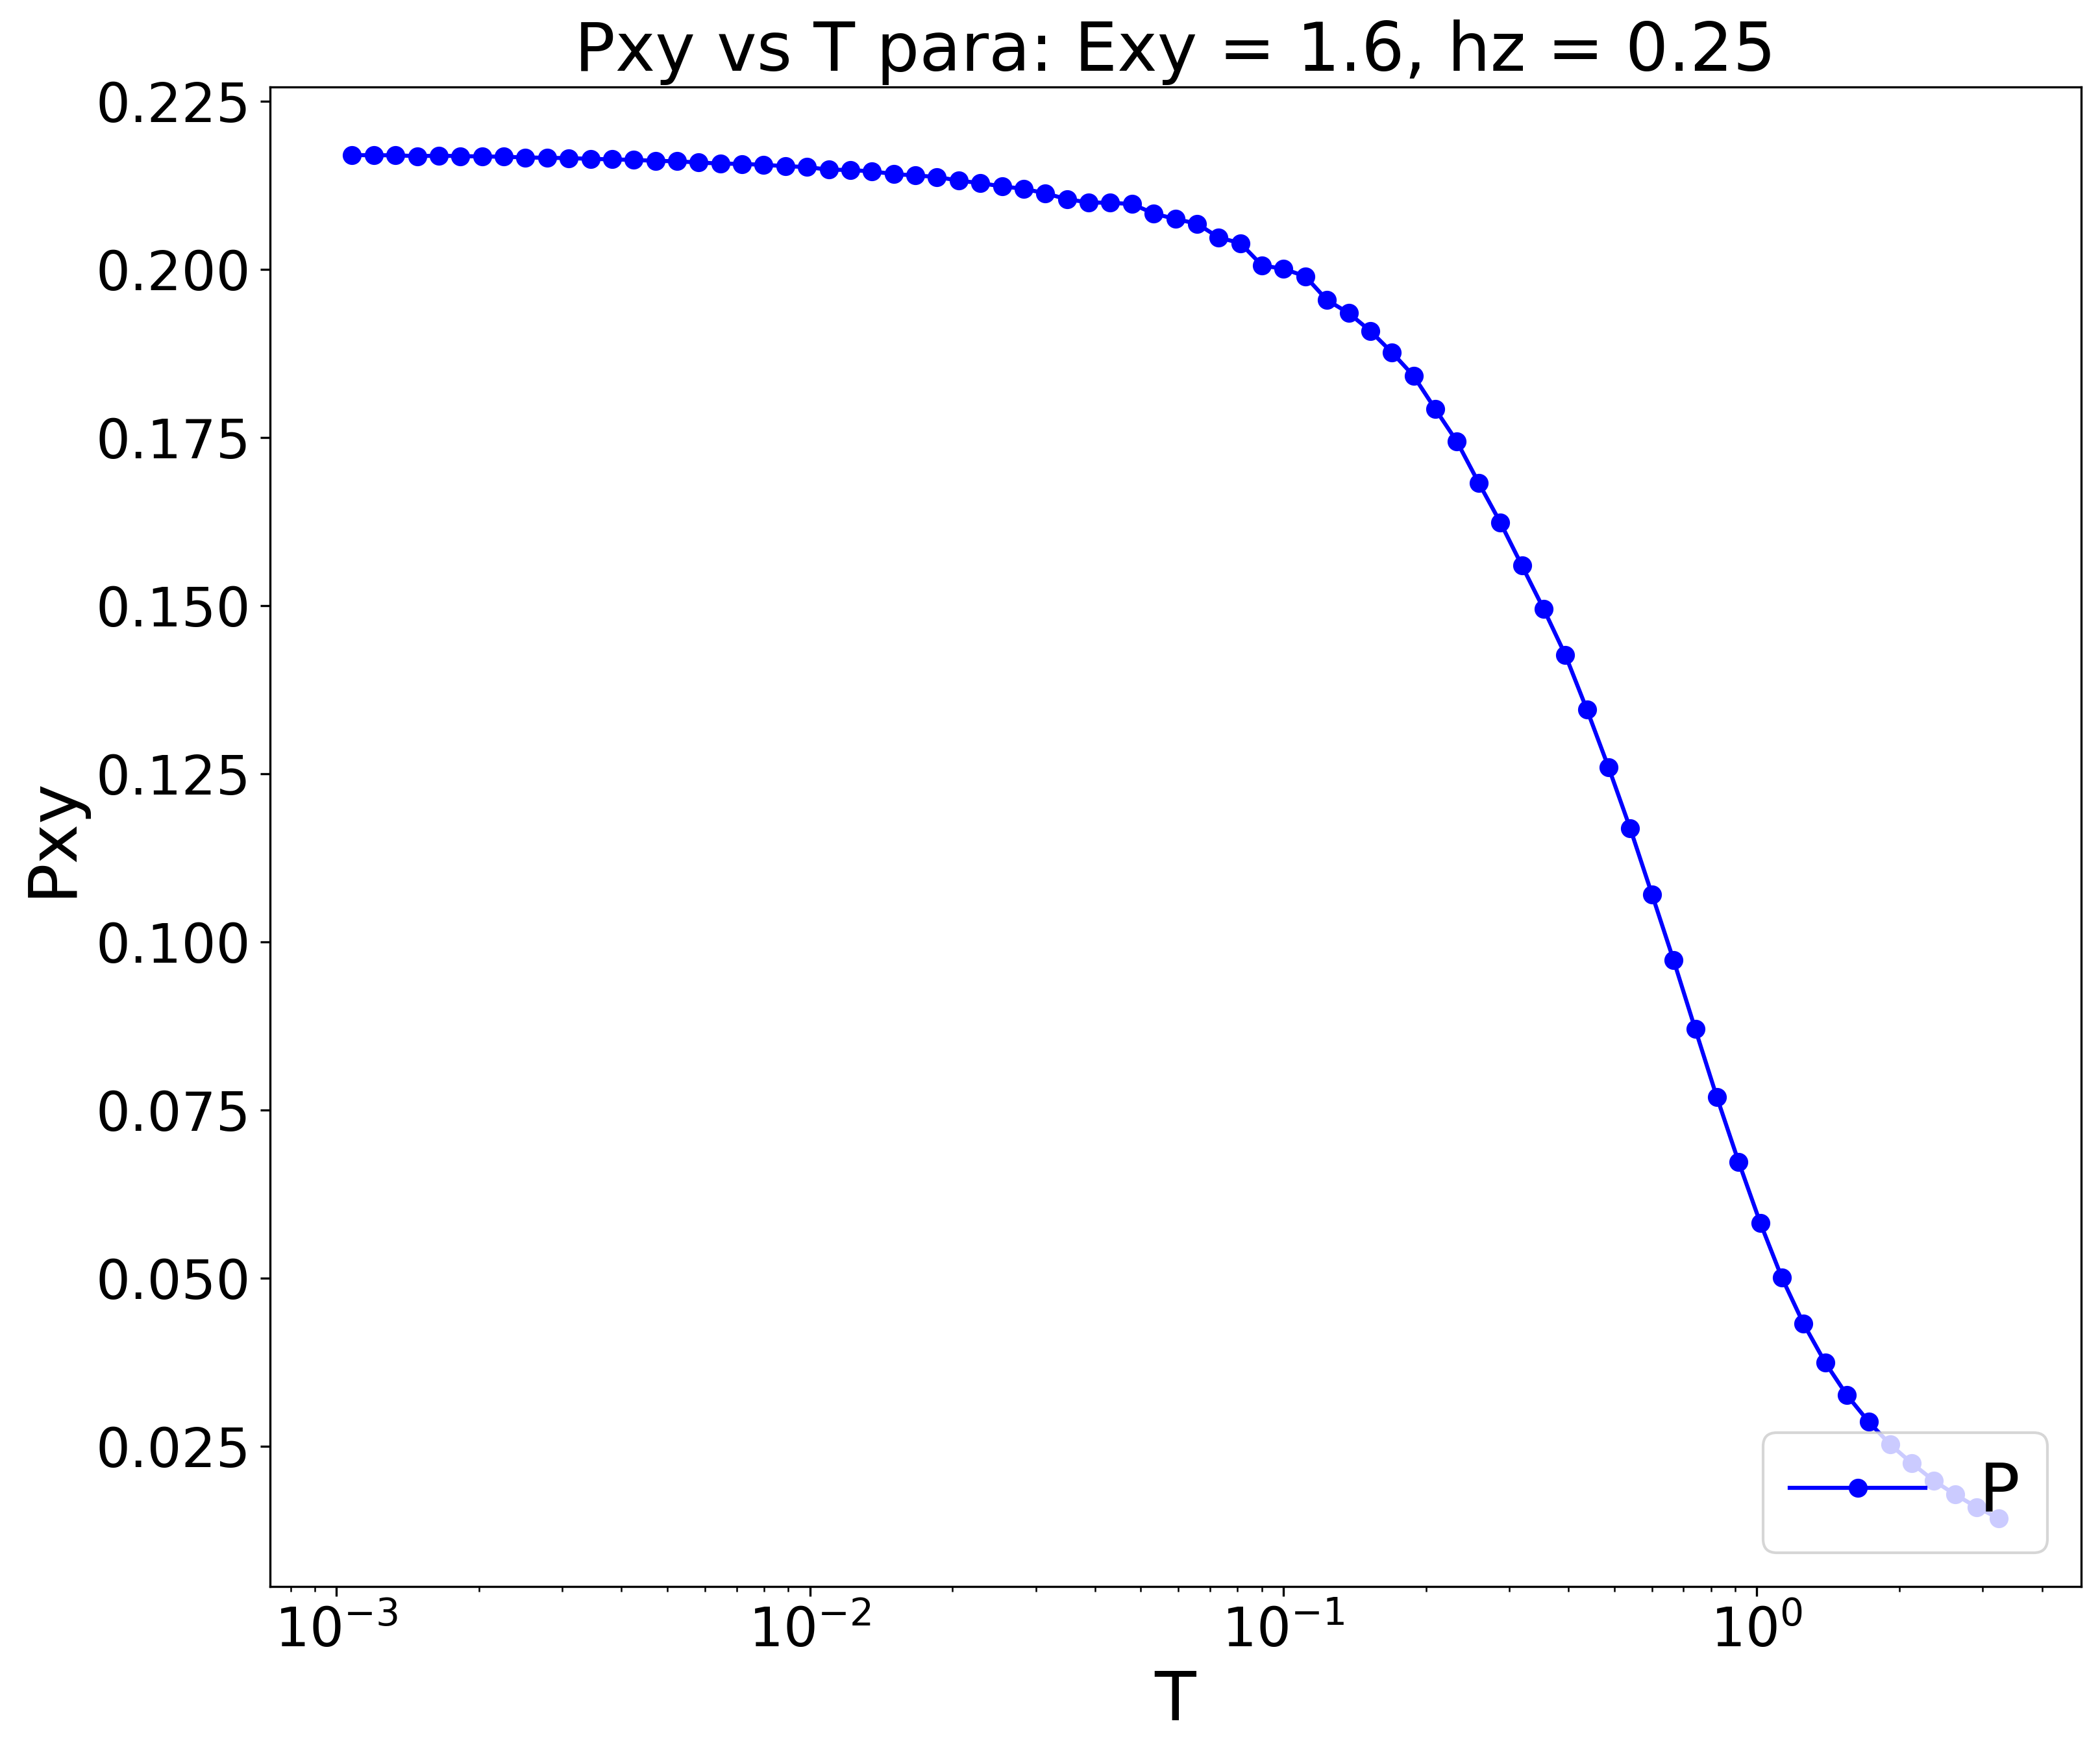 Pxy vs T para: Exy = 1.6, hz = 0.25
Pxy
0.225
0.200
0.175
0.150
0.125
0.100
0.075
0.050
0.025
P
10⁻³ 10⁻² 10⁻¹ 10⁰
T